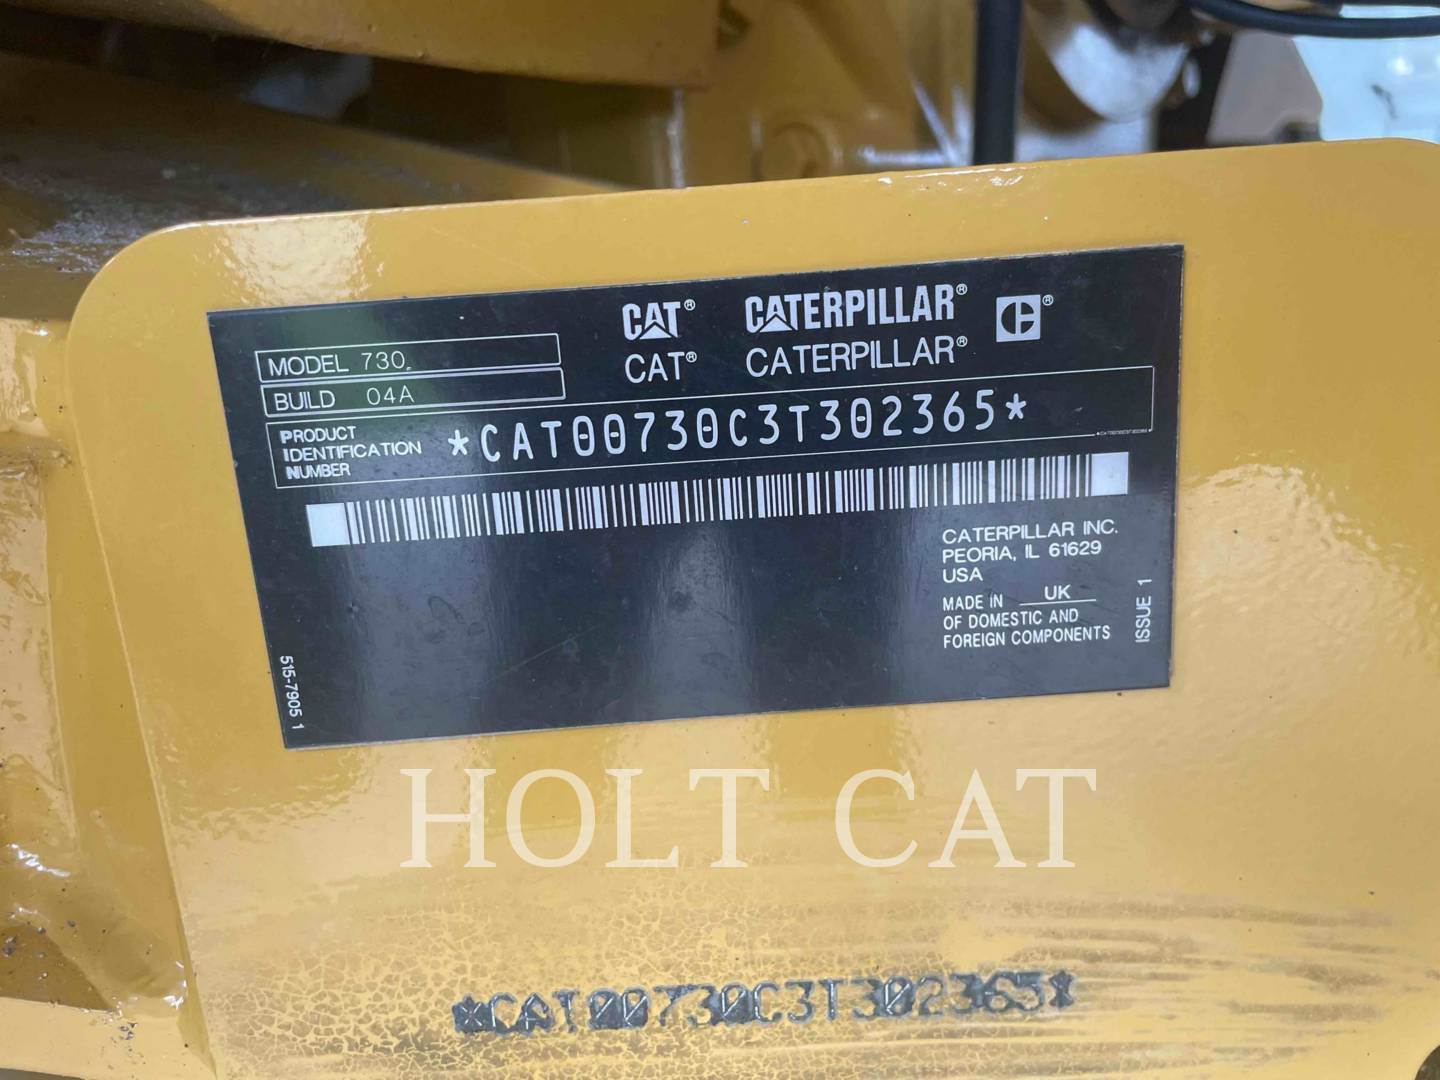 CAT® CATERPILLAR® C®
CAT® CATERPILLAR®
MODEL 730
BUILD 04A
PRODUCT
IDENTIFICATION
NUMBER
*CAT00730C3T302365*
CATERPILLAR INC.
PEORIA, IL 61629
USA
MADE IN UK
OF DOMESTIC AND
FOREIGN COMPONENTS
ISSUE 1
515-7905 1
HOLT CAT
*CAT00730C3T302365*